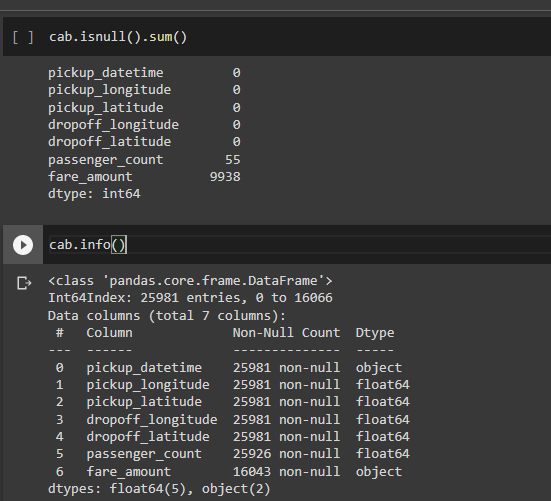 [ ] cab.isnull().sum()
pickup_datetime 0
pickup_longitude 0
pickup_latitude 0
dropoff_longitude 0
dropoff_latitude 0
passenger_count 55
fare_amount 9938
dtype: int64
cab.info()
<class 'pandas.core.frame.DataFrame'>
Int64Index: 25981 entries, 0 to 16066
Data columns (total 7 columns):
# Column Non-Null Count Dtype
--- ------ -------------- -----
0 pickup_datetime 25981 non-null object
1 pickup_longitude 25981 non-null float64
2 pickup_latitude 25981 non-null float64
3 dropoff_longitude 25981 non-null float64
4 dropoff_latitude 25981 non-null float64
5 passenger_count 25926 non-null float64
6 fare_amount 16043 non-null object
dtypes: float64(5), object(2)